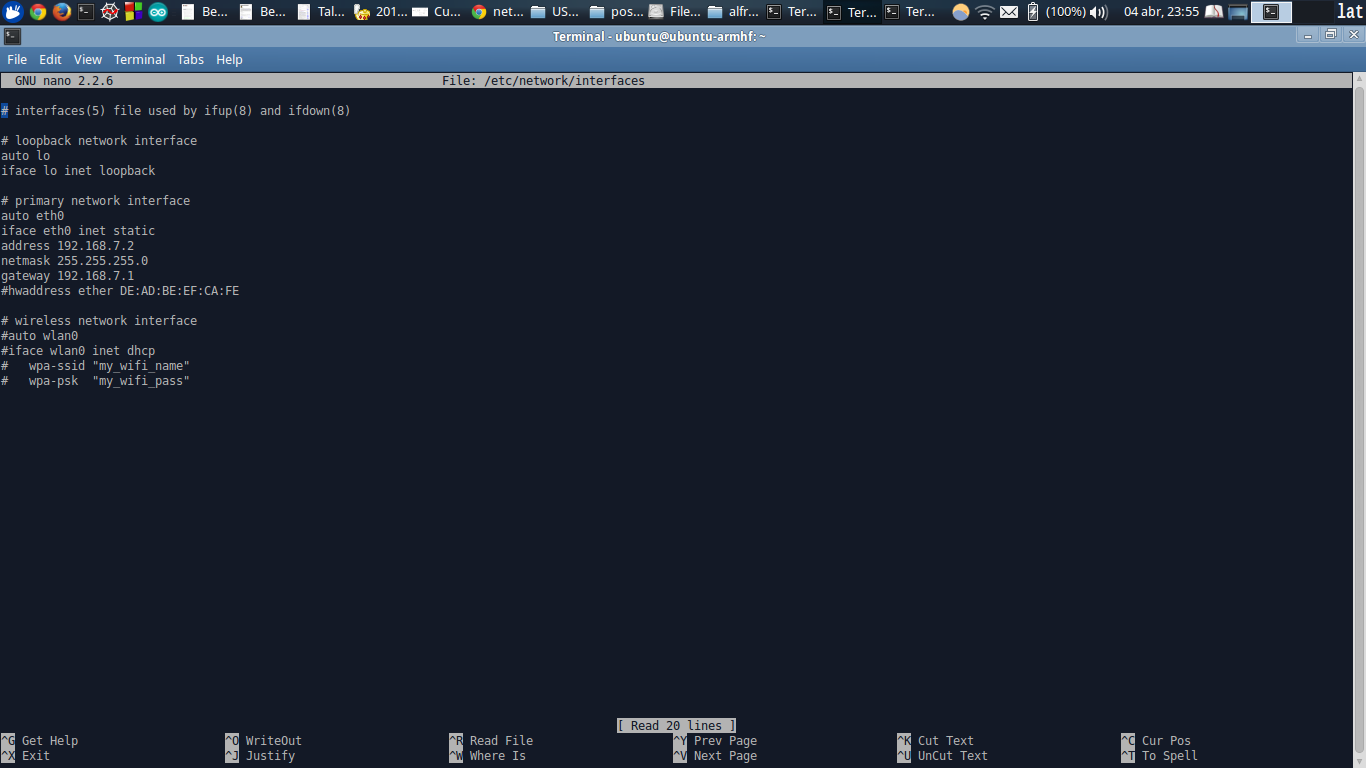 Be... Be... Tal... 201... Cu... net... US... pos... File... alfr... Ter... Ter... Ter... (100%) 04 abr, 23:55 lat
Terminal - ubuntu@ubuntu-armhf: ~
File Edit View Terminal Tabs Help
GNU nano 2.2.6 File: /etc/network/interfaces
# interfaces(5) file used by ifup(8) and ifdown(8)
# loopback network interface
auto lo
iface lo inet loopback
# primary network interface
auto eth0
iface eth0 inet static
address 192.168.7.2
netmask 255.255.255.0
gateway 192.168.7.1
#hwaddress ether DE:AD:BE:EF:CA:FE
# wireless network interface
#auto wlan0
#iface wlan0 inet dhcp
#   wpa-ssid "my_wifi_name"
#   wpa-psk  "my_wifi_pass"
[ Read 20 lines ]
^G Get Help ^O WriteOut ^R Read File ^Y Prev Page ^K Cut Text ^C Cur Pos
^X Exit ^J Justify ^W Where Is ^V Next Page ^U UnCut Text ^T To Spell